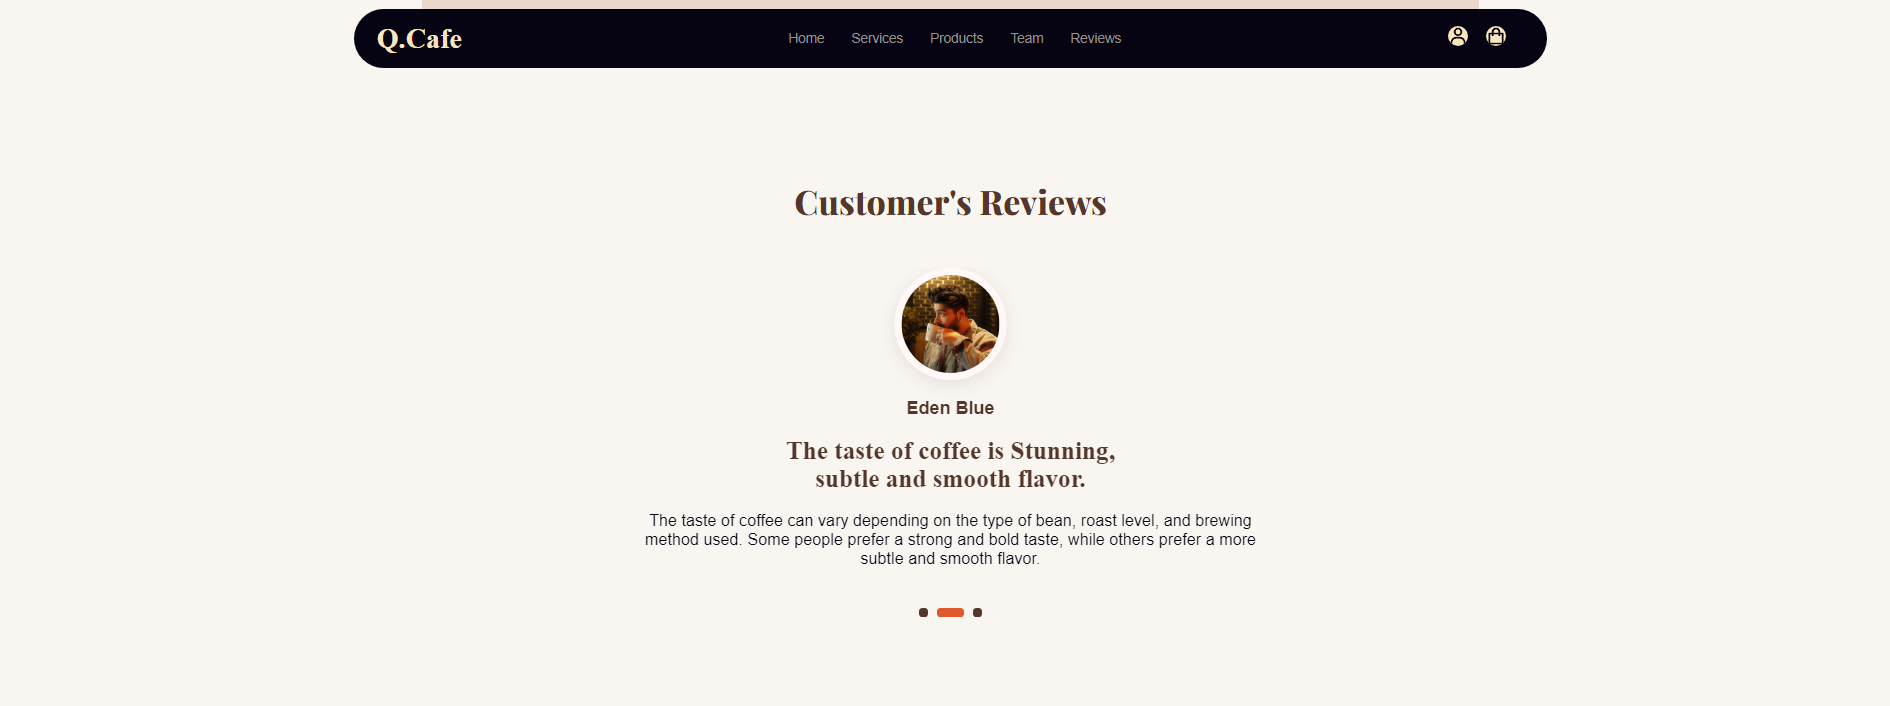 Q.Cafe
Home Services Products Team Reviews
Customer's Reviews
Eden Blue
The taste of coffee is Stunning,
subtle and smooth flavor.
The taste of coffee can vary depending on the type of bean, roast level, and brewing
method used. Some people prefer a strong and bold taste, while others prefer a more
subtle and smooth flavor.